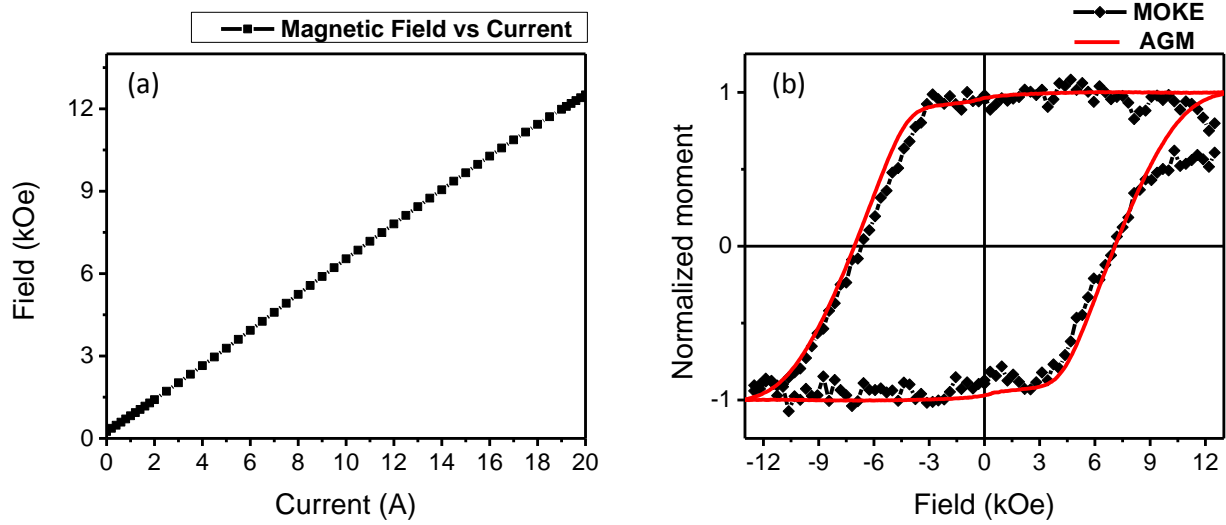 Magnetic Field vs Current
(a)
12
9
6
3
0
0 2 4 6 8 10 12 14 16 18 20
Field (kOe)
Current (A)
MOKE
AGM
(b)
1
0
-1
-12 -9 -6 -3 0 3 6 9 12
Normalized moment
Field (kOe)